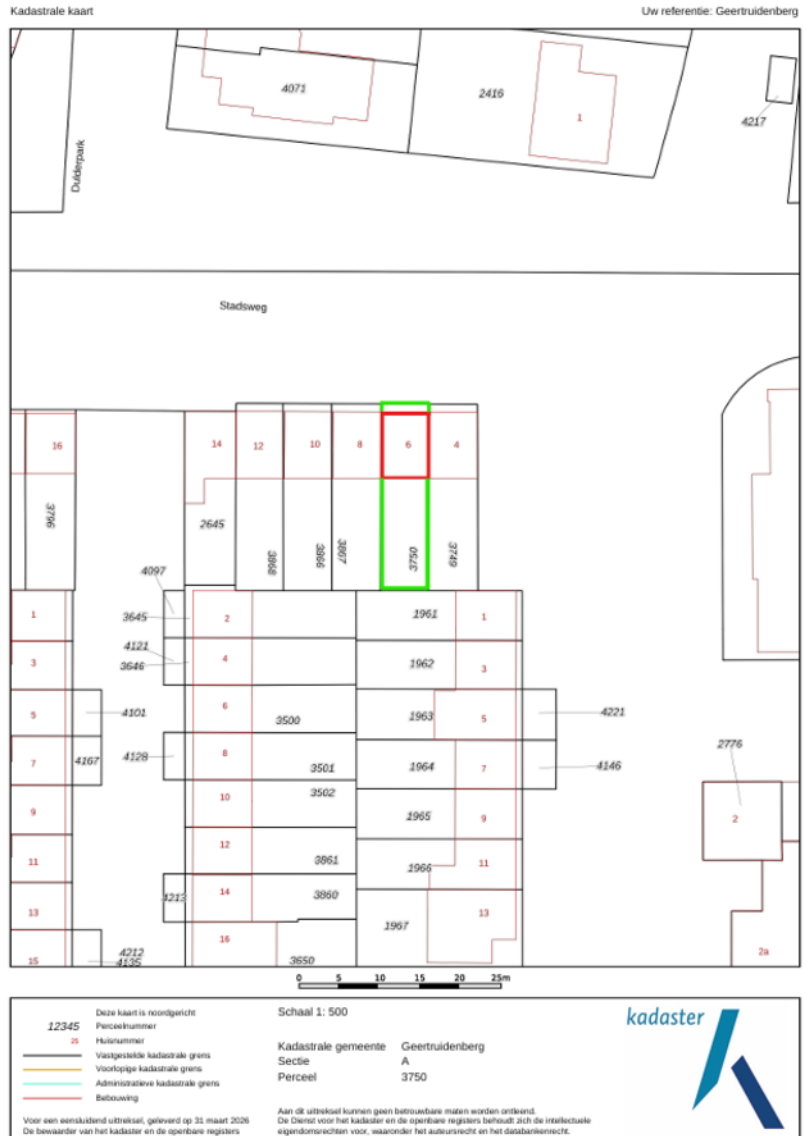 Kadastrale kaart
Uw referentie: Geertruidenberg
4071
2416
1
4217
Dulderpark
Stadsweg
16
14
12
10
8
6
4
3796
2645
3868
3866
3867
3750
3749
4097
3645
4121
3646
4101
4167
4128
4213
4212
4135
1
3
5
7
9
11
13
15
2
4
6
8
10
12
14
16
3500
3501
3502
3861
3860
3650
1961
1962
1963
1964
1965
1966
1967
1
3
5
7
9
11
13
4221
4146
2776
2
2a
0 5 10 15 20 25m
Deze kaart is noordgericht
12345 Perceelnummer
25 Huisnummer
Vastgestelde kadastrale grens
Voorlopige kadastrale grens
Administratieve kadastrale grens
Bebouwing
Voor een eensluidend uittreksel, geleverd op 31 maart 2026
De bewaarder van het kadaster en de openbare registers
Schaal 1: 500
Kadastrale gemeente Geertruidenberg
Sectie A
Perceel 3750
Aan dit uittreksel kunnen geen betrouwbare maten worden ontleend.
De Dienst voor het kadaster en de openbare registers behoudt zich de intellectuele
eigendomsrechten voor, waaronder het auteursrecht en het databankenrecht.
kadaster